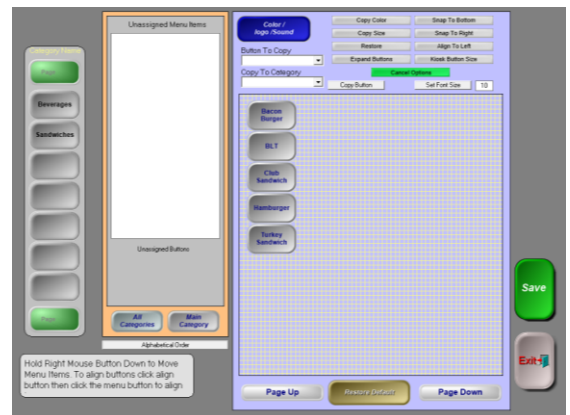 Category Name
Page
Beverages
Sandwiches
Page
Unassigned Menu Items
Unassigned Buttons
All
Categories
Main
Category
Alphabetical Order
Hold Right Mouse Button Down to Move
Menu Items. To align buttons click align
button then click the menu button to align
Color /
logo /Sound
Button To Copy
Copy To Category
Copy Color
Snap To Bottom
Copy Size
Snap To Right
Restore
Align To Left
Expand Buttons
Kiosk Button Size
Cancel Options
Copy Button
Set Font Size
10
Bacon
Burger
BLT
Club
Sandwich
Hamburger
Turkey
Sandwich
Page Up
Restore Defaults
Page Down
Save
Exit